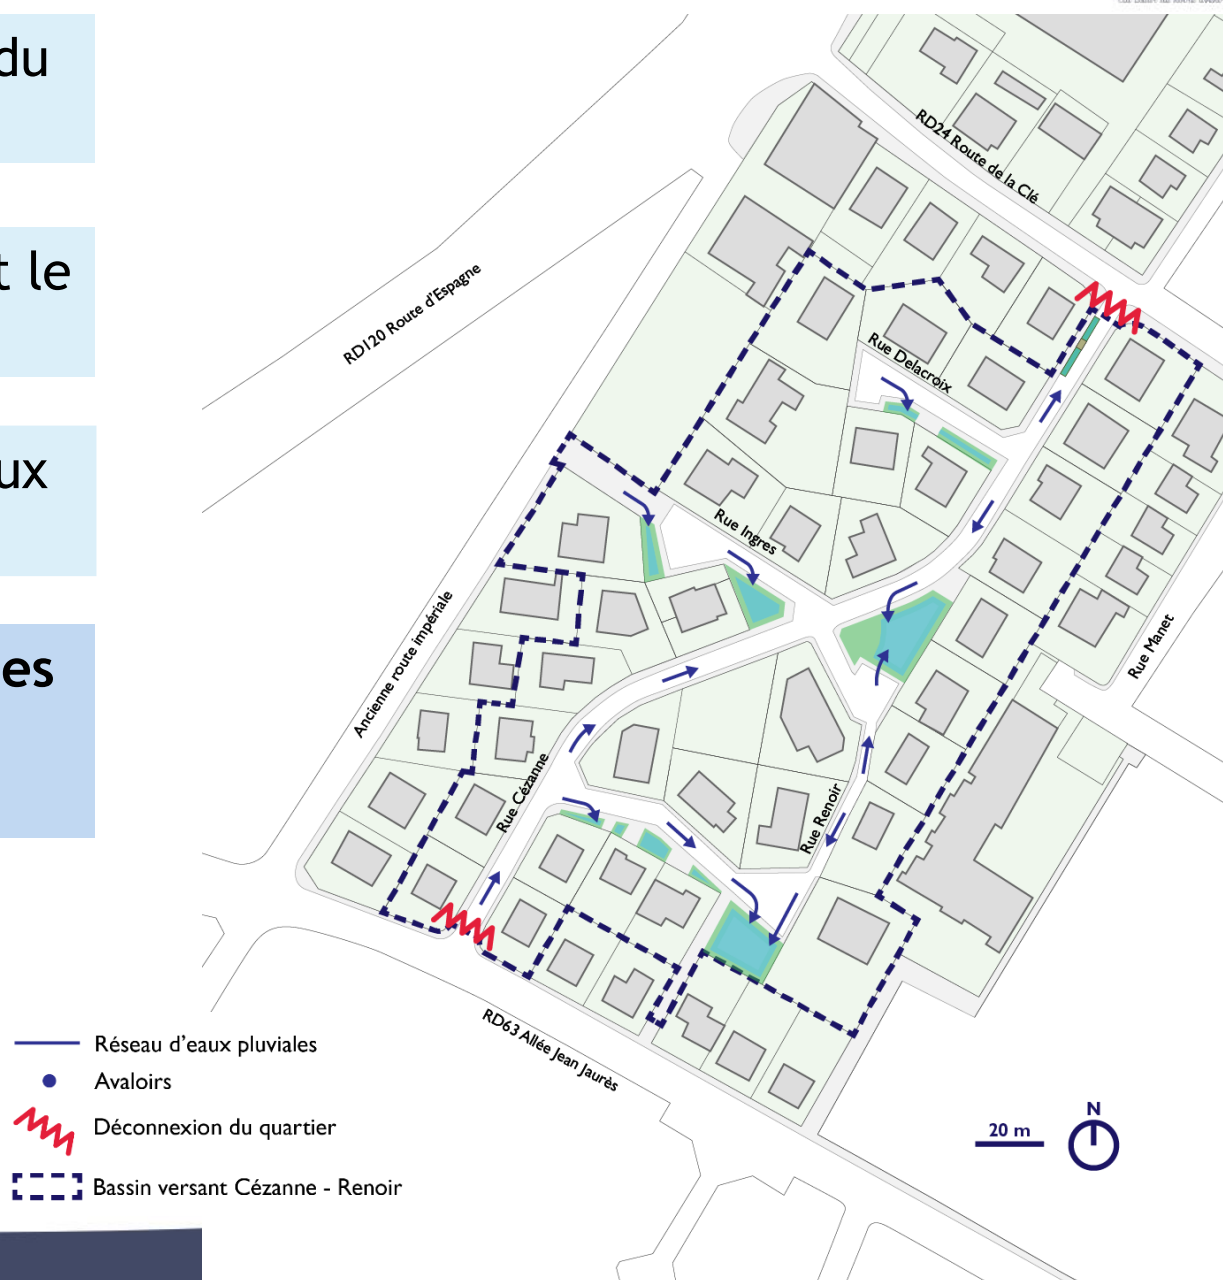 du
t le
ux
es
RD24 Route de la Clé
RD120 Route d'Espagne
Rue Delacroix
Rue Ingres
Ancienne route impériale
Rue Manet
Rue Cézanne
Rue Renoir
RD63 Allée Jean Jaurès
Réseau d'eaux pluviales
Avaloirs
Déconnexion du quartier
Bassin versant Cézanne - Renoir
20 m
N